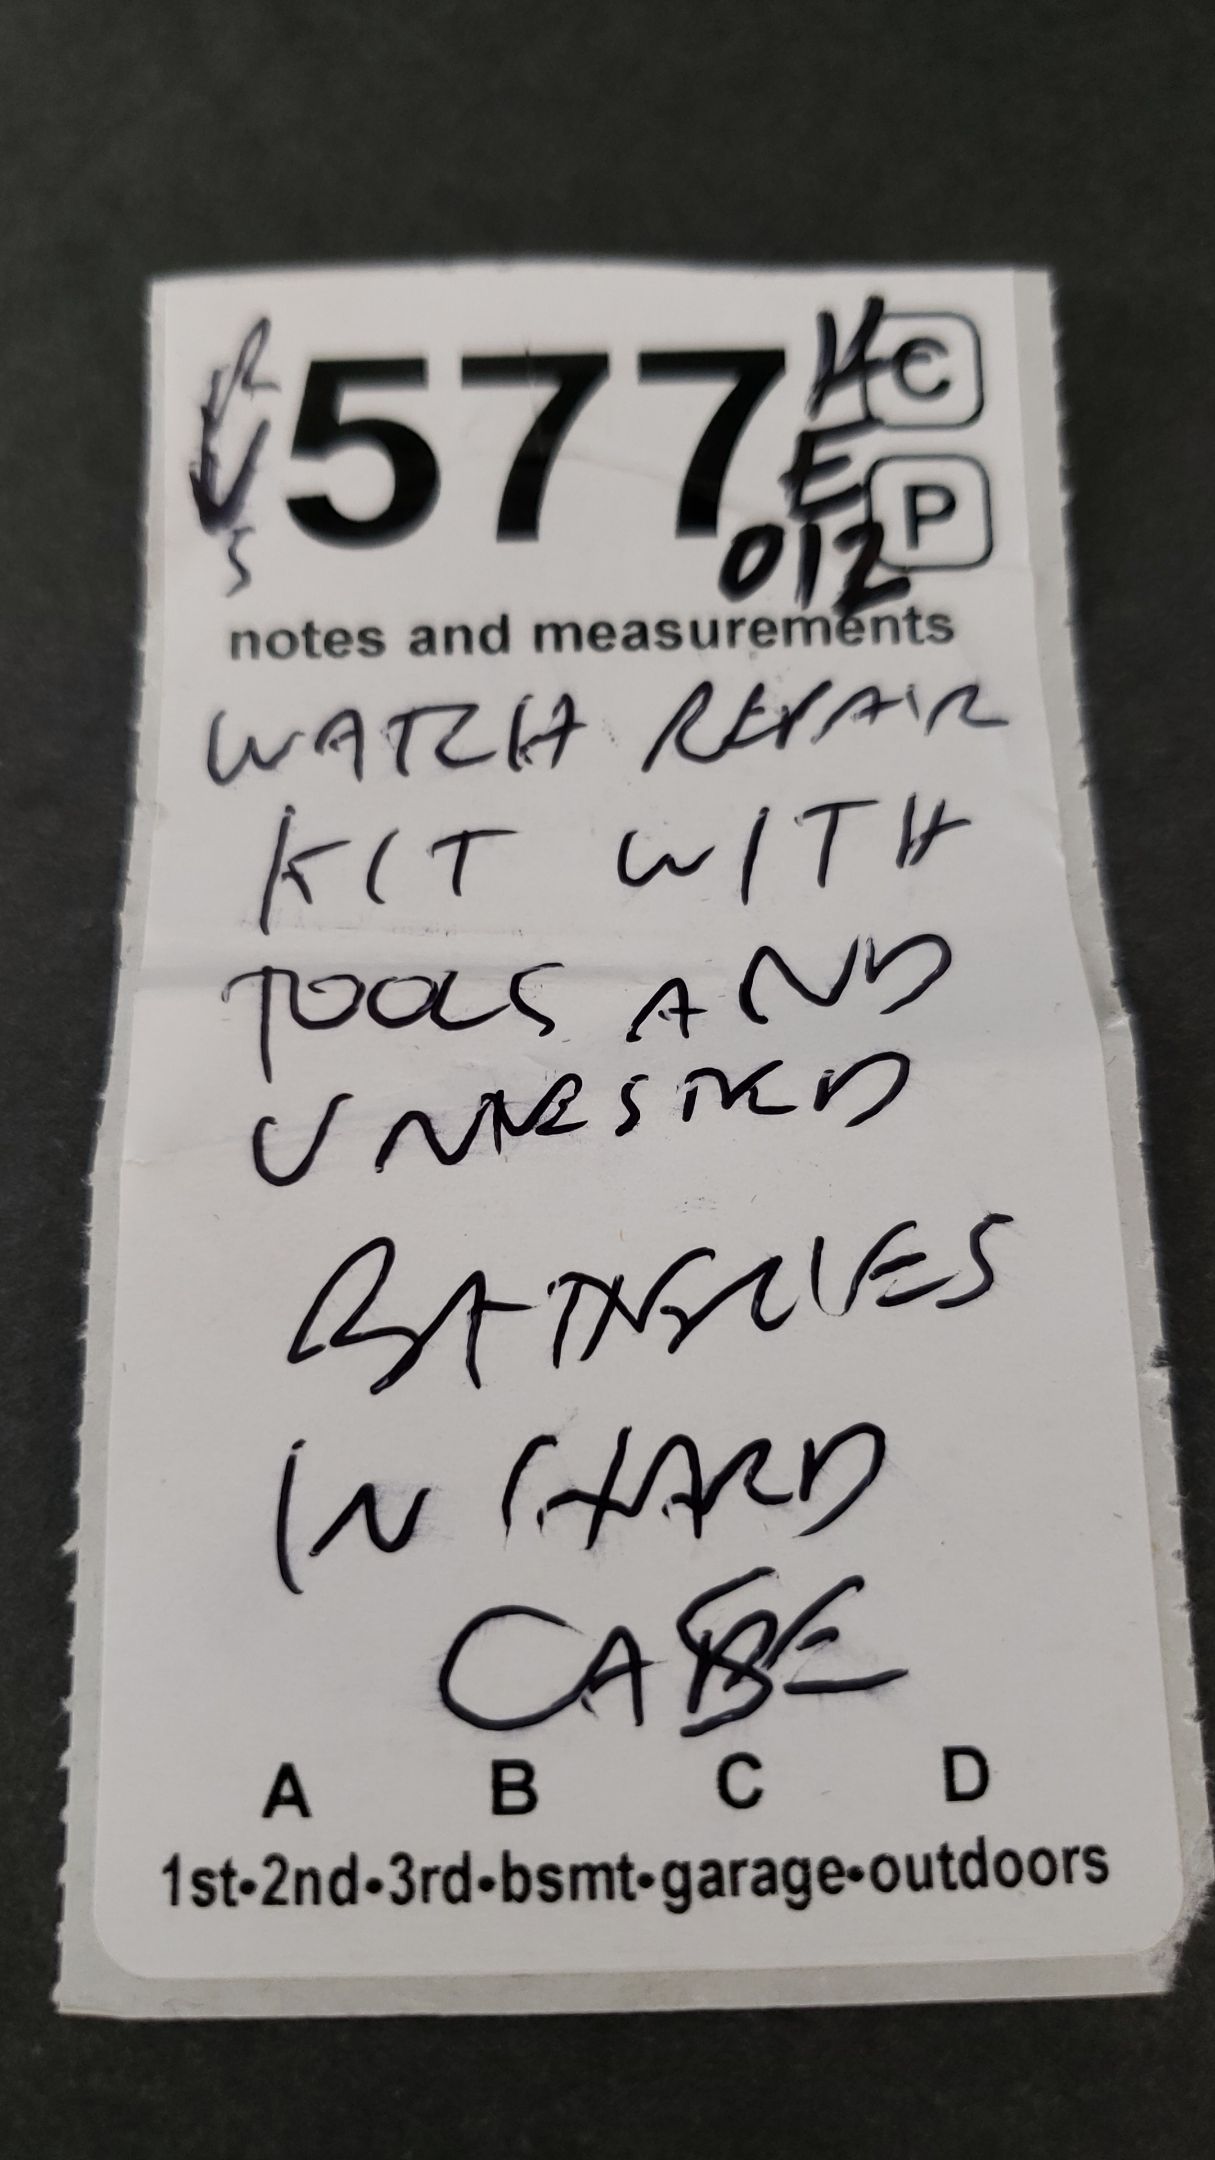 577
C
P
E
012
S
notes and measurements
WATCH REPAIR
KIT WITH
TOOLS AND
UNTESTED
BATTERIES
IN HARD
CASE
A B C D
1st•2nd•3rd•bsmt•garage•outdoors